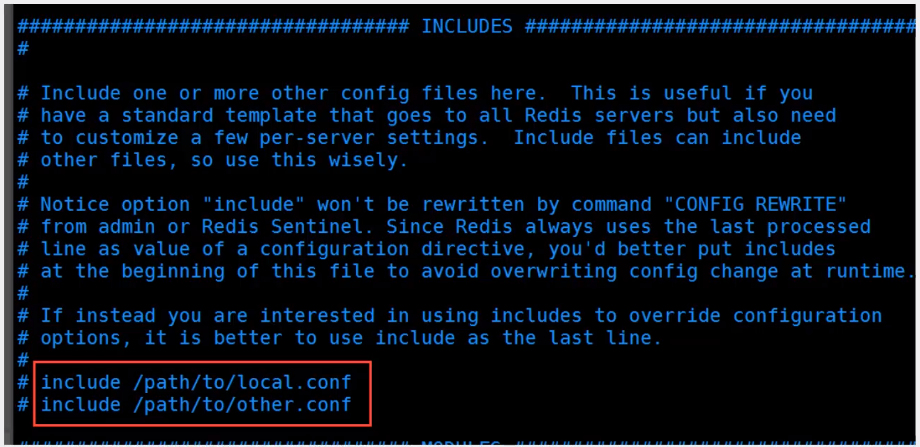 ################################## INCLUDES ##################################
#
# Include one or more other config files here.  This is useful if you
# have a standard template that goes to all Redis servers but also need
# to customize a few per-server settings.  Include files can include
# other files, so use this wisely.
#
# Notice option "include" won't be rewritten by command "CONFIG REWRITE"
# from admin or Redis Sentinel. Since Redis always uses the last processed
# line as value of a configuration directive, you'd better put includes
# at the beginning of this file to avoid overwriting config change at runtime.
#
# If instead you are interested in using includes to override configuration
# options, it is better to use include as the last line.
#
# include /path/to/local.conf
# include /path/to/other.conf
################################## MODULES ##################################